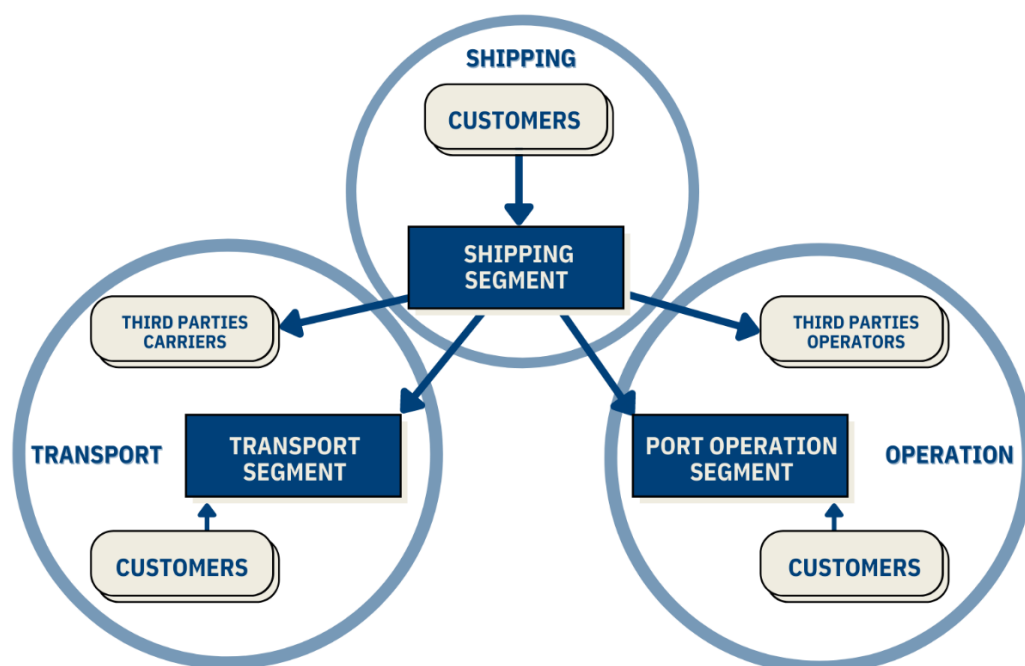 SHIPPING
CUSTOMERS
SHIPPING
SEGMENT
THIRD PARTIES
CARRIERS
THIRD PARTIES
OPERATORS
TRANSPORT
TRANSPORT
SEGMENT
PORT OPERATION
SEGMENT
OPERATION
CUSTOMERS
CUSTOMERS